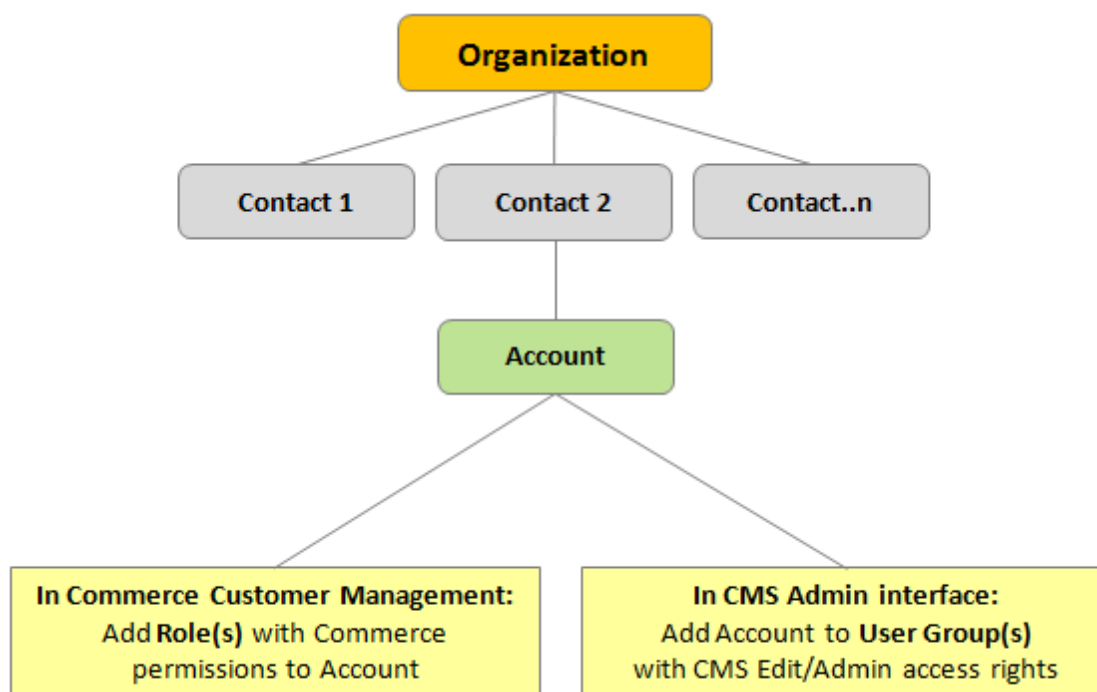 Organization
Contact 1
Contact 2
Contact..n
Account
In Commerce Customer Management:
Add Role(s) with Commerce
permissions to Account
In CMS Admin interface:
Add Account to User Group(s)
with CMS Edit/Admin access rights